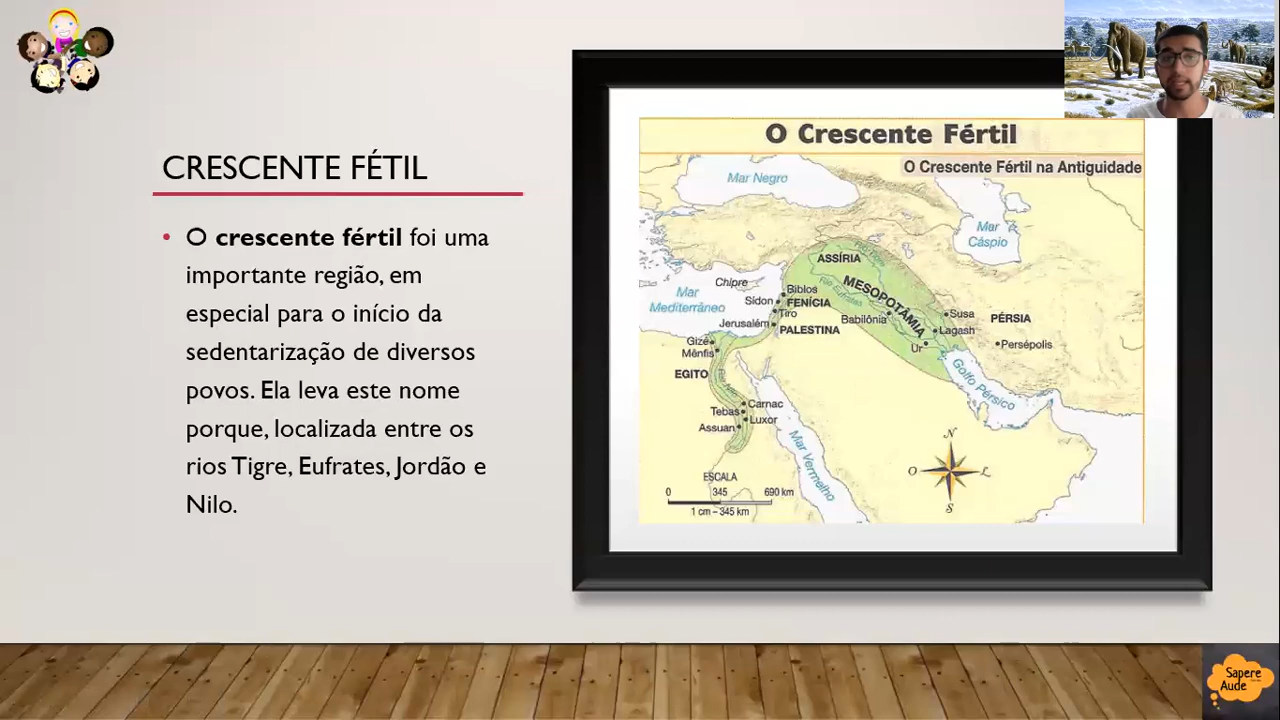 CRESCENTE FÉTIL
• O crescente fértil foi uma
importante região, em
especial para o início da
sedentarização de diversos
povos. Ela leva este nome
porque, localizada entre os
rios Tigre, Eufrates, Jordão e
Nilo.
O Crescente Fértil
O Crescente Fértil na Antiguidade
Mar Negro
Mar
Cáspio
ASSÍRIA
MESOPOTÂMIA
Rio Eufrates
Chipre
Mar
Mediterrâneo
Biblos
Sídon
FENÍCIA
Tiro
Jerusalém
PALESTINA
Babilônia
Susa
PÉRSIA
Lagash
Ur
Persépolis
Gizé
Mênfis
EGITO
Golfo Pérsico
Carnac
Tebas
Luxor
Assuan
Mar Vermelho
N
O
L
S
ESCALA
0 345 690 km
1 cm – 345 km
Sapere
Aude